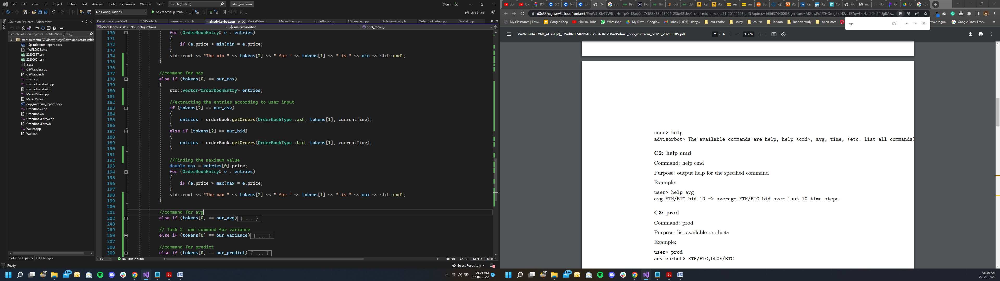 File Edit View Git Project Debug Test Analyze Tools Extensions Window Help Search (Ctrl+Q) start_midterm Sign in
No Configurations Select Startup Item... Live Share
Toolbox
Solution Explorer - Folder View
Search Solution Explorer - Folder View (Ctrl+;)
start_midterm (C:\Users\rishy\Downloads\start_midt
~$p_midterm_report.docx
~WRL0005.tmp
20200317.csv
20200601.csv
a.exe
CSVReader.cpp
CSVReader.h
main.cpp
mainadvisorbot.cpp
mainadvisorbot.h
MerkelMain.cpp
MerkelMain.h
oop_midterm_report.docx
OrderBook.cpp
OrderBook.h
OrderBookEntry.cpp
OrderBookEntry.h
Wallet.cpp
Wallet.h
Solution Explorer Git Changes
Ready
Developer PowerShell CSVReader.h mainadvisorbot.h mainadvisorbot.cpp MerkelMain.h MerkelMain.cpp OrderBook.cpp CSVReader.cpp OrderBookEntry.h OrderBookEntry.cpp Wallet.cpp
Miscellaneous Files - No Configurations mainadvisorbot print_menu()
170 for (OrderBookEntry& e : entries)
171 {
172 if (e.price < min)min = e.price;
173 }
174 std::cout << "The min " << tokens[2] << " for " << tokens[1] << " is " << min << std::endl;
175 }
176
177 //command for max
178 else if (tokens[0] == our_max)
179 {
180 std::vector<OrderBookEntry> entries;
181
182 //extracting the entries according to user input
183 if (tokens[2] == our_ask)
184 {
185 entries = orderBook.getOrders(OrderBookType::ask, tokens[1], currentTime);
186 }
187 else if (tokens[2] == our_bid)
188 {
189 entries = orderBook.getOrders(OrderBookType::bid, tokens[1], currentTime);
190 }
191
192 //finding the maximum value
193 double max = entries[0].price;
194 for (OrderBookEntry& e : entries)
195 {
196 if (e.price > max)max = e.price;
197 }
198 std::cout << "The max " << tokens[2] << " for " << tokens[1] << " is " << max << std::endl;
199 }
200
201 //command for avg
202 else if (tokens[0] == our_avg){ ... }
248
249 // Task 2: own command for variance
250 else if (tokens[0] == our_variance){ ... }
307
308 //command for predict
309 else if (tokens[0] == our_predict){ ... }
131 % No issues found Ln: 201 Ch: 30 MIXED MIXED
Select Repository
31° 99+ 06:26 AM
27-06-2022 4
d3c33hcgiwev3.cloudfront.net/
My Classroom | Edu... Google Keep (58) YouTube WhatsApp My Drive - Google... Inbox (1,694) - rishy... our choice study course london london study open later www.progra... Google Docs: Free...
up 2/2
PmW3-KIeT7Wlt_iiHs-1pQ_12ad0c174633488a98404c236e85dee1_oop_midterm_oct21_20211105.pdf 2 / 4 156%
user> help
advisorbot> The available commands are help, help <cmd>, avg, time, (etc. list all commands)
C2: help cmd
Command: help cmd
Purpose: output help for the specified command
Example:
user> help avg
avg ETH/BTC bid 10 -> average ETH/BTC bid over last 10 time steps
C3: prod
Command: prod
Purpose: list available products
Example:
user> prod
advisorbot> ETH/BTC,DOGE/BTC
31° 99+ 06:26 AM
27-06-2022